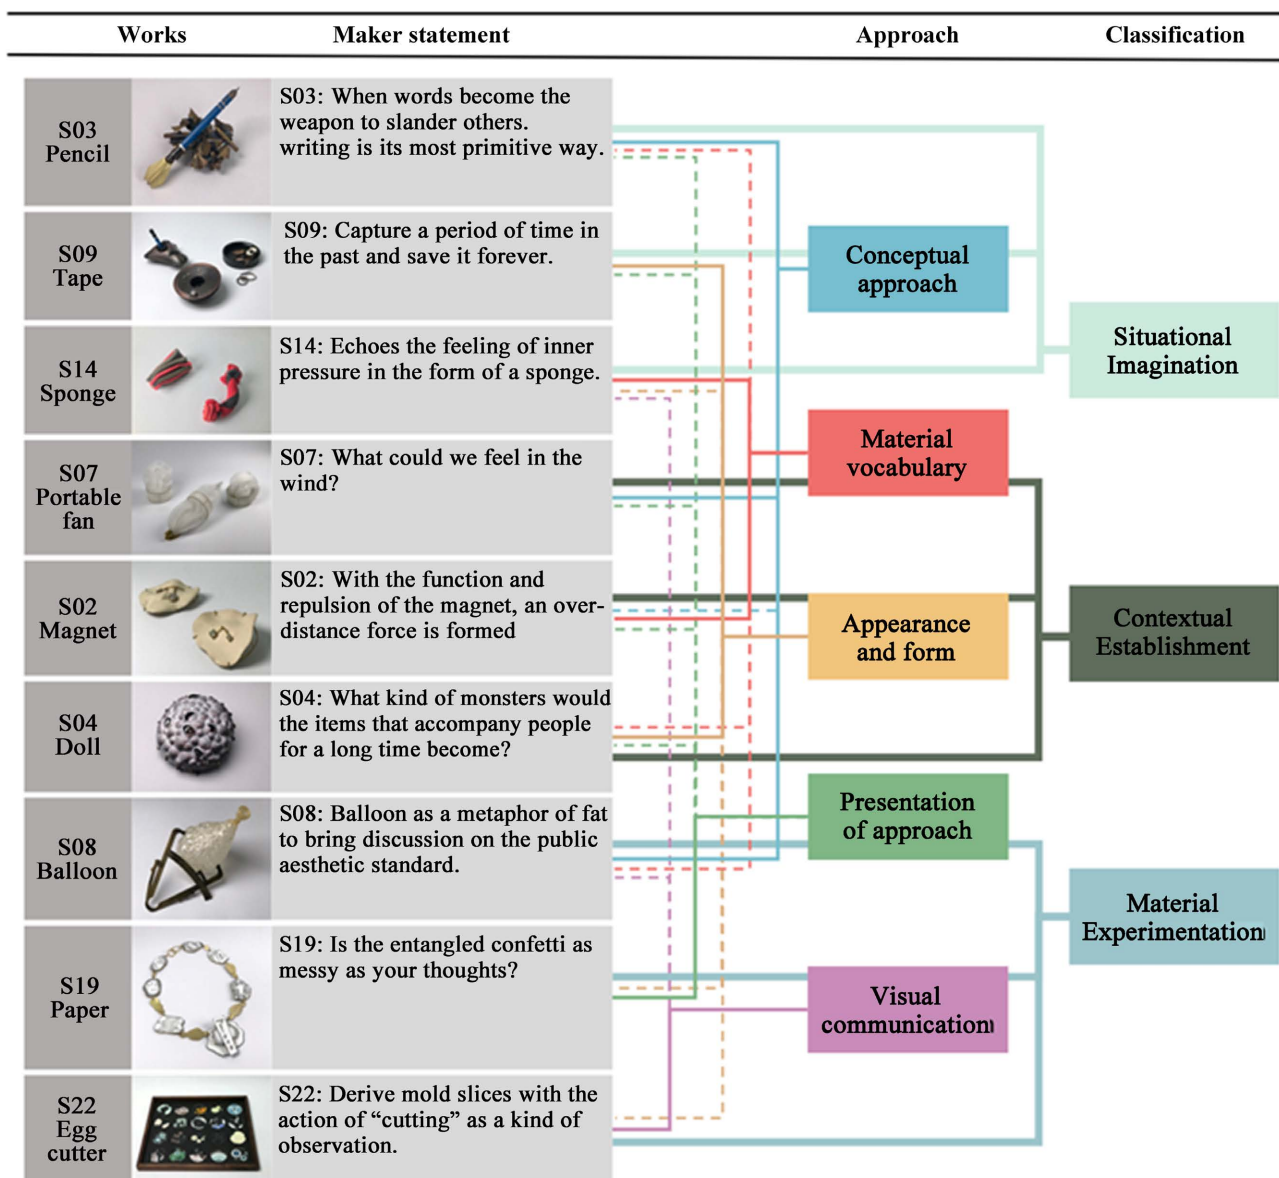 Works
Maker statement
Approach
Classification
S03
Pencil
S03: When words become the
weapon to slander others.
writing is its most primitive way.
S09
Tape
S09: Capture a period of time in
the past and save it forever.
S14
Sponge
S14: Echoes the feeling of inner
pressure in the form of a sponge.
S07
Portable
fan
S07: What could we feel in the
wind?
S02
Magnet
S02: With the function and
repulsion of the magnet, an over-
distance force is formed
S04
Doll
S04: What kind of monsters would
the items that accompany people
for a long time become?
S08
Balloon
S08: Balloon as a metaphor of fat
to bring discussion on the public
aesthetic standard.
S19
Paper
S19: Is the entangled confetti as
messy as your thoughts?
S22
Egg
cutter
S22: Derive mold slices with the
action of “cutting” as a kind of
observation.
Conceptual
approach
Material
vocabulary
Appearance
and form
Presentation
of approach
Visual
communication
Situational
Imagination
Contextual
Establishment
Material
Experimentation